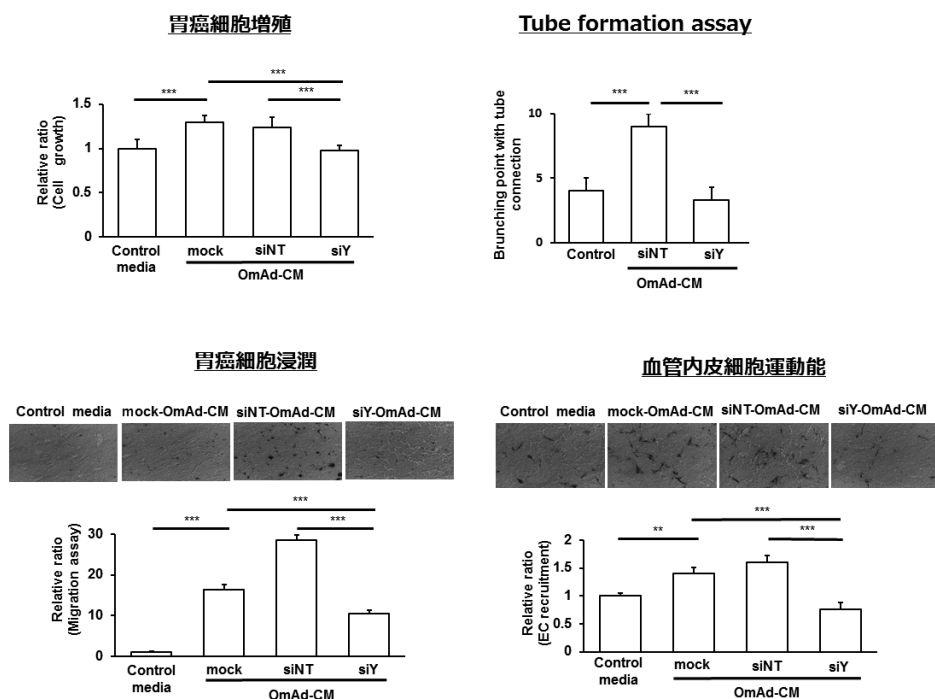 胃癌細胞増殖
***
***
***
Relative ratio
(Cell growth)
1.5
1
0.5
0
Control
media
mock
siNT
siY
OmAd-CM
Tube formation assay
***
***
Brunching point with tube
connection
10
5
0
Control
siNT
siY
OmAd-CM
胃癌細胞浸潤
Control media
mock-OmAd-CM
siNT-OmAd-CM
siY-OmAd-CM
***
***
***
Relative ratio
(Migration assay)
30
20
10
0
Control
media
mock
siNT
siY
OmAd-CM
血管内皮細胞運動能
Control media
mock-OmAd-CM
siNT-OmAd-CM
siY-OmAd-CM
***
**
***
Relative ratio
(EC recruitment)
2
1.5
1
0.5
0
Control
media
mock
siNT
siY
OmAd-CM